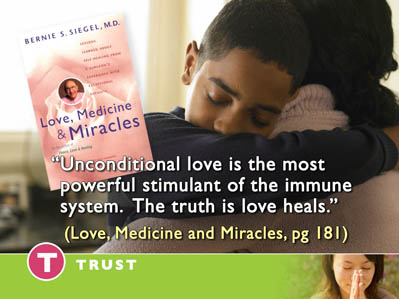 BERNIE S. SIEGEL, M.D.
LESSONS
LEARNED ABOUT
SELF-HEALING FROM
A SURGEON'S
EXPERIENCE WITH
EXCEPTIONAL
PATIENTS
Love, Medicine
& Miracles
Peace, Love & Healing
“Unconditional love is the most
powerful stimulant of the immune
system. The truth is love heals.”
(Love, Medicine and Miracles, pg 181)
T TRUST